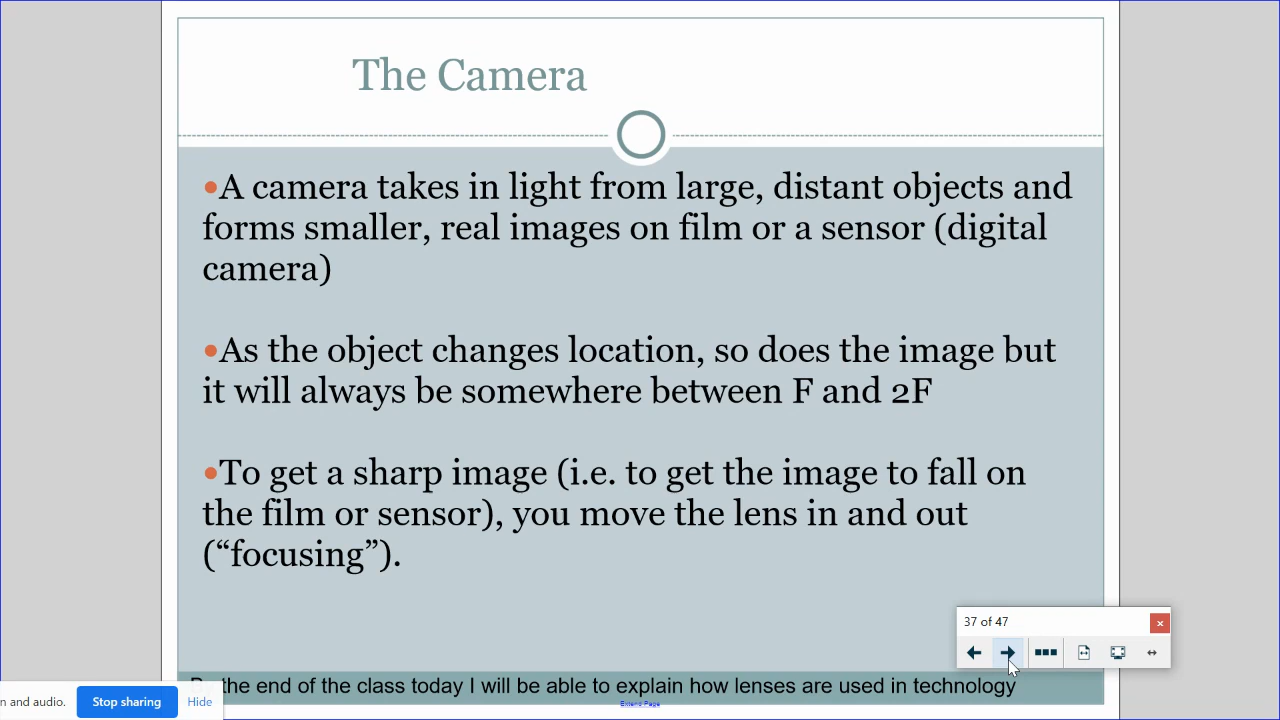 The Camera
•A camera takes in light from large, distant objects and
forms smaller, real images on film or a sensor (digital
camera)
•As the object changes location, so does the image but
it will always be somewhere between F and 2F
•To get a sharp image (i.e. to get the image to fall on
the film or sensor), you move the lens in and out
(“focusing”).
37 of 47
the end of the class today I will be able to explain how lenses are used in technology
and audio.
Stop sharing
Hide
Extend Page